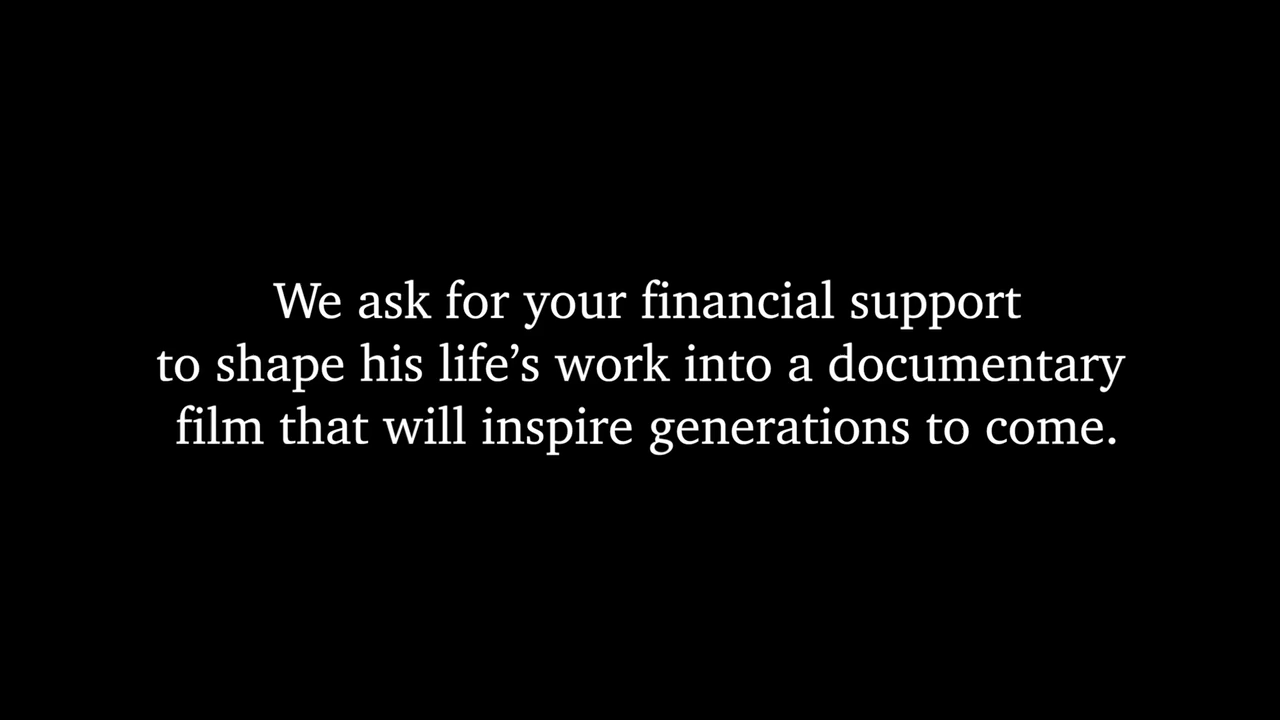 We ask for your financial support
to shape his life’s work into a documentary
film that will inspire generations to come.